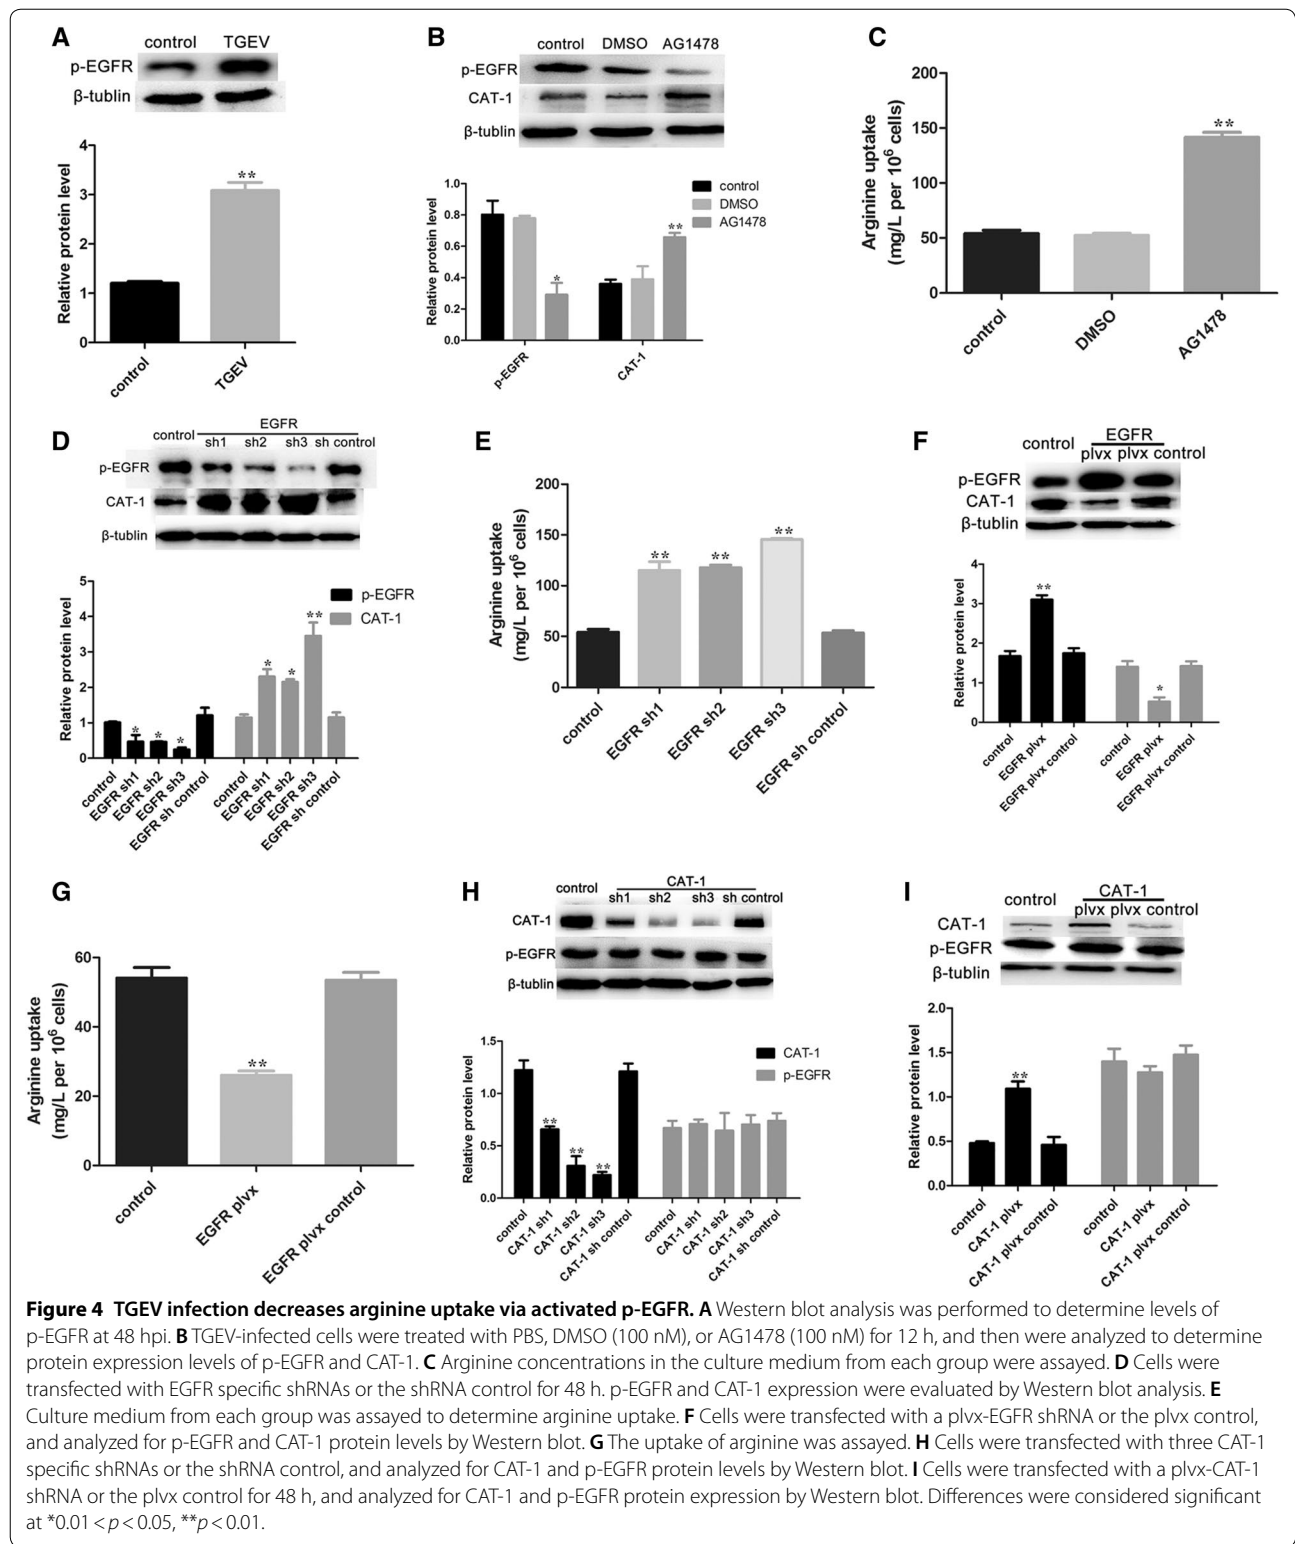 A
control TGEV
p-EGFR
β-tublin
Relative protein level
4
3
2
1
0
**
control
TGEV
B
control DMSO AG1478
p-EGFR
CAT-1
β-tublin
Relative protein level
1.0
0.8
0.6
0.4
0.2
0.0
*
**
control
DMSO
AG1478
p-EGFR
CAT-1
C
Arginine uptake
(mg/L per 10⁶ cells)
200
150
100
50
0
**
control
DMSO
AG1478
D
EGFR
control sh1 sh2 sh3 sh control
p-EGFR
CAT-1
β-tublin
Relative protein level
5
4
3
2
1
0
p-EGFR
CAT-1
* * * * * **
control
EGFR sh1
EGFR sh2
EGFR sh3
EGFR sh control
control
EGFR sh1
EGFR sh2
EGFR sh3
EGFR sh control
E
Arginine uptake
(mg/L per 10⁶ cells)
200
150
100
50
0
** ** **
control
EGFR sh1
EGFR sh2
EGFR sh3
EGFR sh control
F
EGFR
control plvx plvx control
p-EGFR
CAT-1
β-tublin
Relative protein level
4
3
2
1
0
**
*
control
EGFR plvx
EGFR plvx control
control
EGFR plvx
EGFR plvx control
G
Arginine uptake
(mg/L per 10⁶ cells)
60
40
20
0
**
control
EGFR plvx
EGFR plvx control
H
CAT-1
control sh1 sh2 sh3 sh control
CAT-1
p-EGFR
β-tublin
Relative protein level
1.5
1.0
0.5
0.0
CAT-1
p-EGFR
** ** **
control
CAT-1 sh1
CAT-1 sh2
CAT-1 sh3
CAT-1 sh control
control
CAT-1 sh1
CAT-1 sh2
CAT-1 sh3
CAT-1 sh control
I
CAT-1
control plvx plvx control
CAT-1
p-EGFR
β-tublin
Relative protein level
2.0
1.5
1.0
0.5
0.0
**
control
CAT-1 plvx
CAT-1 plvx control
control
CAT-1 plvx
CAT-1 plvx control
Figure 4 TGEV infection decreases arginine uptake via activated p-EGFR. A Western blot analysis was performed to determine levels of
p-EGFR at 48 hpi. B TGEV-infected cells were treated with PBS, DMSO (100 nM), or AG1478 (100 nM) for 12 h, and then were analyzed to determine
protein expression levels of p-EGFR and CAT-1. C Arginine concentrations in the culture medium from each group were assayed. D Cells were
transfected with EGFR specific shRNAs or the shRNA control for 48 h. p-EGFR and CAT-1 expression were evaluated by Western blot analysis. E
Culture medium from each group was assayed to determine arginine uptake. F Cells were transfected with a plvx-EGFR shRNA or the plvx control,
and analyzed for p-EGFR and CAT-1 protein levels by Western blot. G The uptake of arginine was assayed. H Cells were transfected with three CAT-1
specific shRNAs or the shRNA control, and analyzed for CAT-1 and p-EGFR protein levels by Western blot. I Cells were transfected with a plvx-CAT-1
shRNA or the plvx control for 48 h, and analyzed for CAT-1 and p-EGFR protein expression by Western blot. Differences were considered significant
at *0.01 < p < 0.05, **p < 0.01.